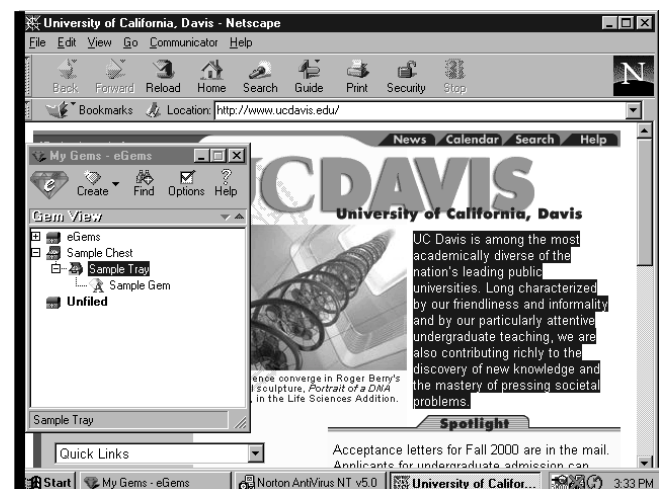 University of California, Davis - Netscape
File Edit View Go Communicator Help
Back Forward Reload Home Search Guide Print Security Stop
N
Bookmarks Location: http://www.ucdavis.edu/
News Calendar Search Help
My Gems - eGems
e Create Find Options Help
Gem View
eGems
Sample Chest
Sample Tray
Sample Gem
Unfiled
Sample Tray
UCDAVIS
University of California, Davis
UC Davis is among the most
academically diverse of the
nation's leading public
universities. Long characterized
by our friendliness and informality
and by our particularly attentive
undergraduate teaching, we are
also contributing richly to the
discovery of new knowledge and
the mastery of pressing societal
problems.
ence converge in Roger Berry's
l sculpture, Portrait of a DNA
, in the Life Sciences Addition.
Spotlight
Quick Links
Acceptance letters for Fall 2000 are in the mail.
Applicants for undergraduate admission can
Start My Gems - eGems Norton AntiVirus NT v5.0 University of Califor... 3:33 PM